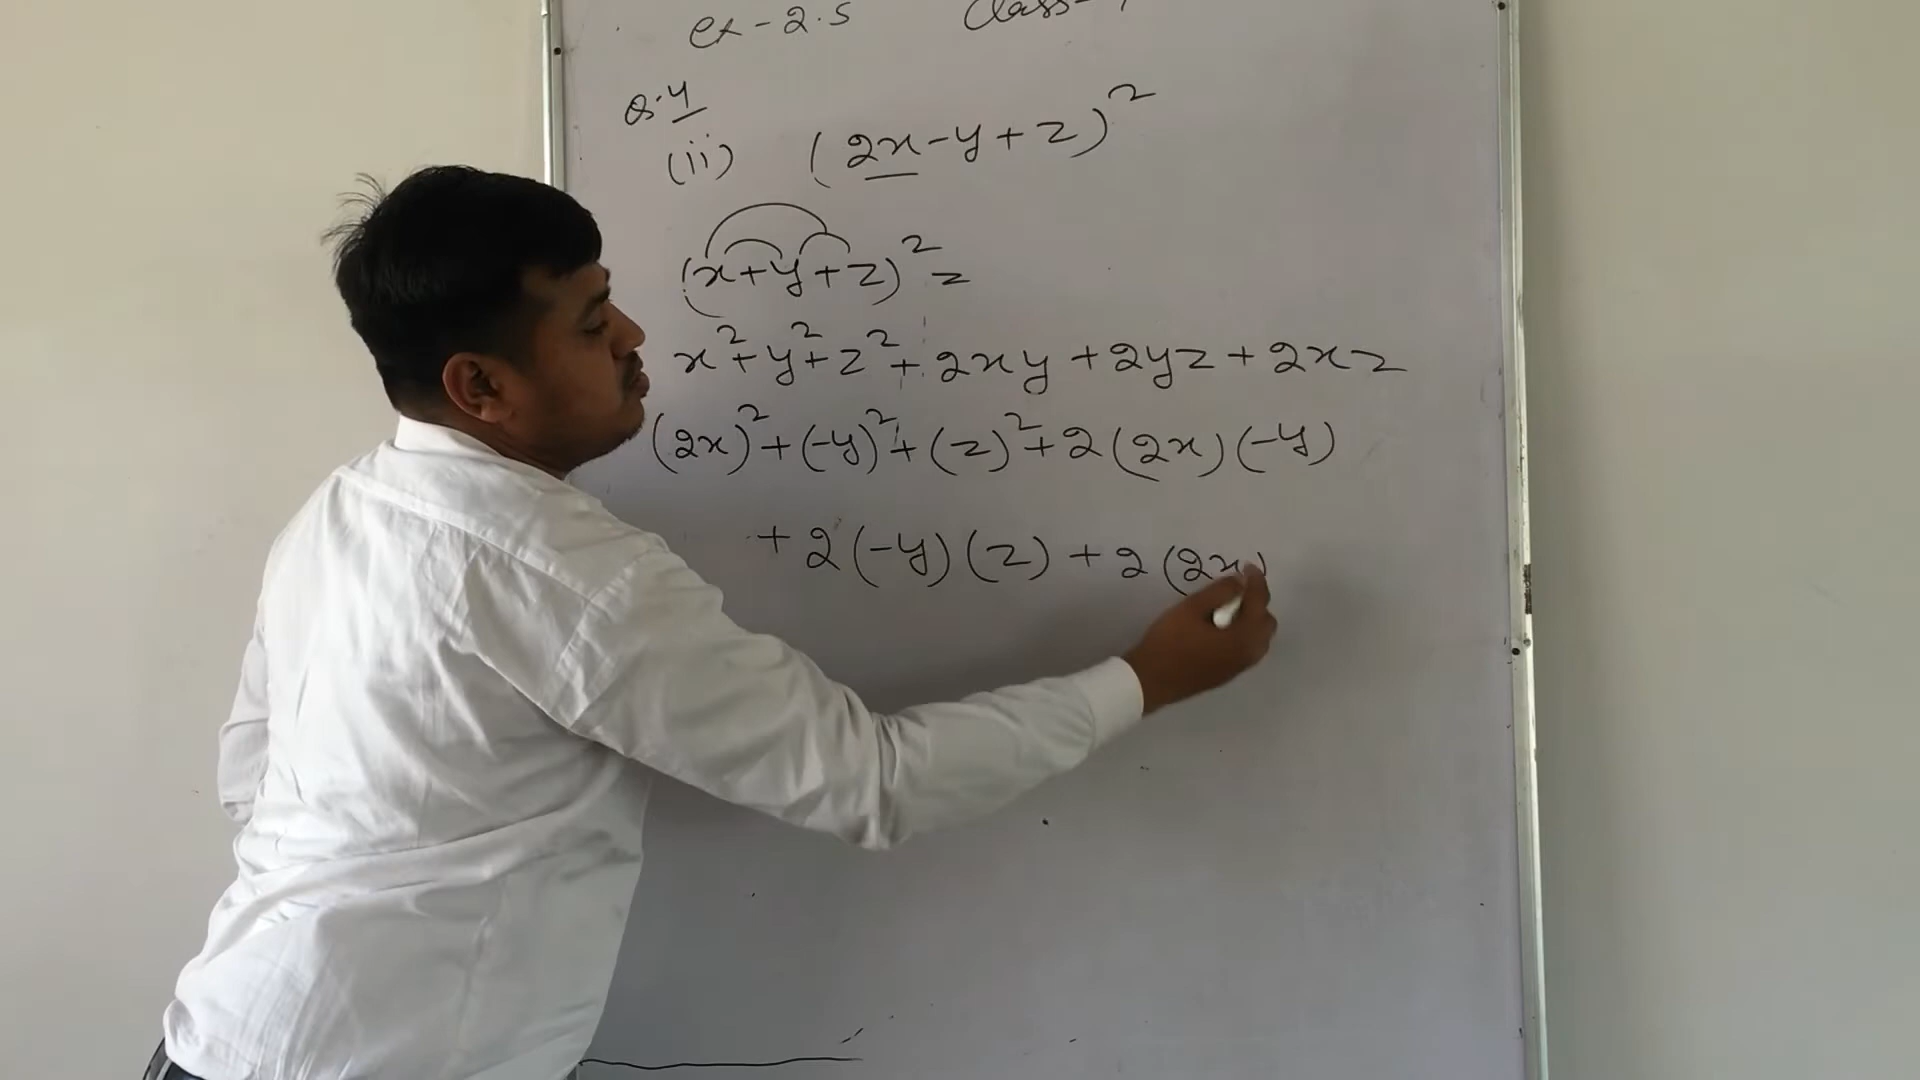 ex - 2.5 Class -
Q.4
(ii) (2x - y + z)²
(x + y + z)² =
x² + y² + z² + 2xy + 2yz + 2xz
(2x)² + (-y)² + (z)² + 2 (2x) (-y)
+ 2 (-y) (z) + 2 (2x)